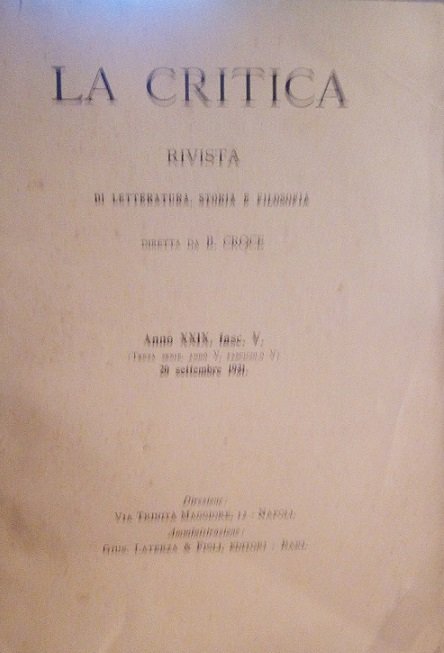 LA CRITICA
RIVISTA
DI LETTERATURA, STORIA E FILOSOFIA
DIRETTA DA B. CROCE
Anno XXIX, fasc. V.
(TERZA SERIE, ANNO V, FASCICOLO V)
20 settembre 1931.
Direzione:
VIA TRINITÀ MAGGIORE, 12 - NAPOLI.
Amministrazione:
GIUS. LATERZA & FIGLI, EDITORI - BARI.